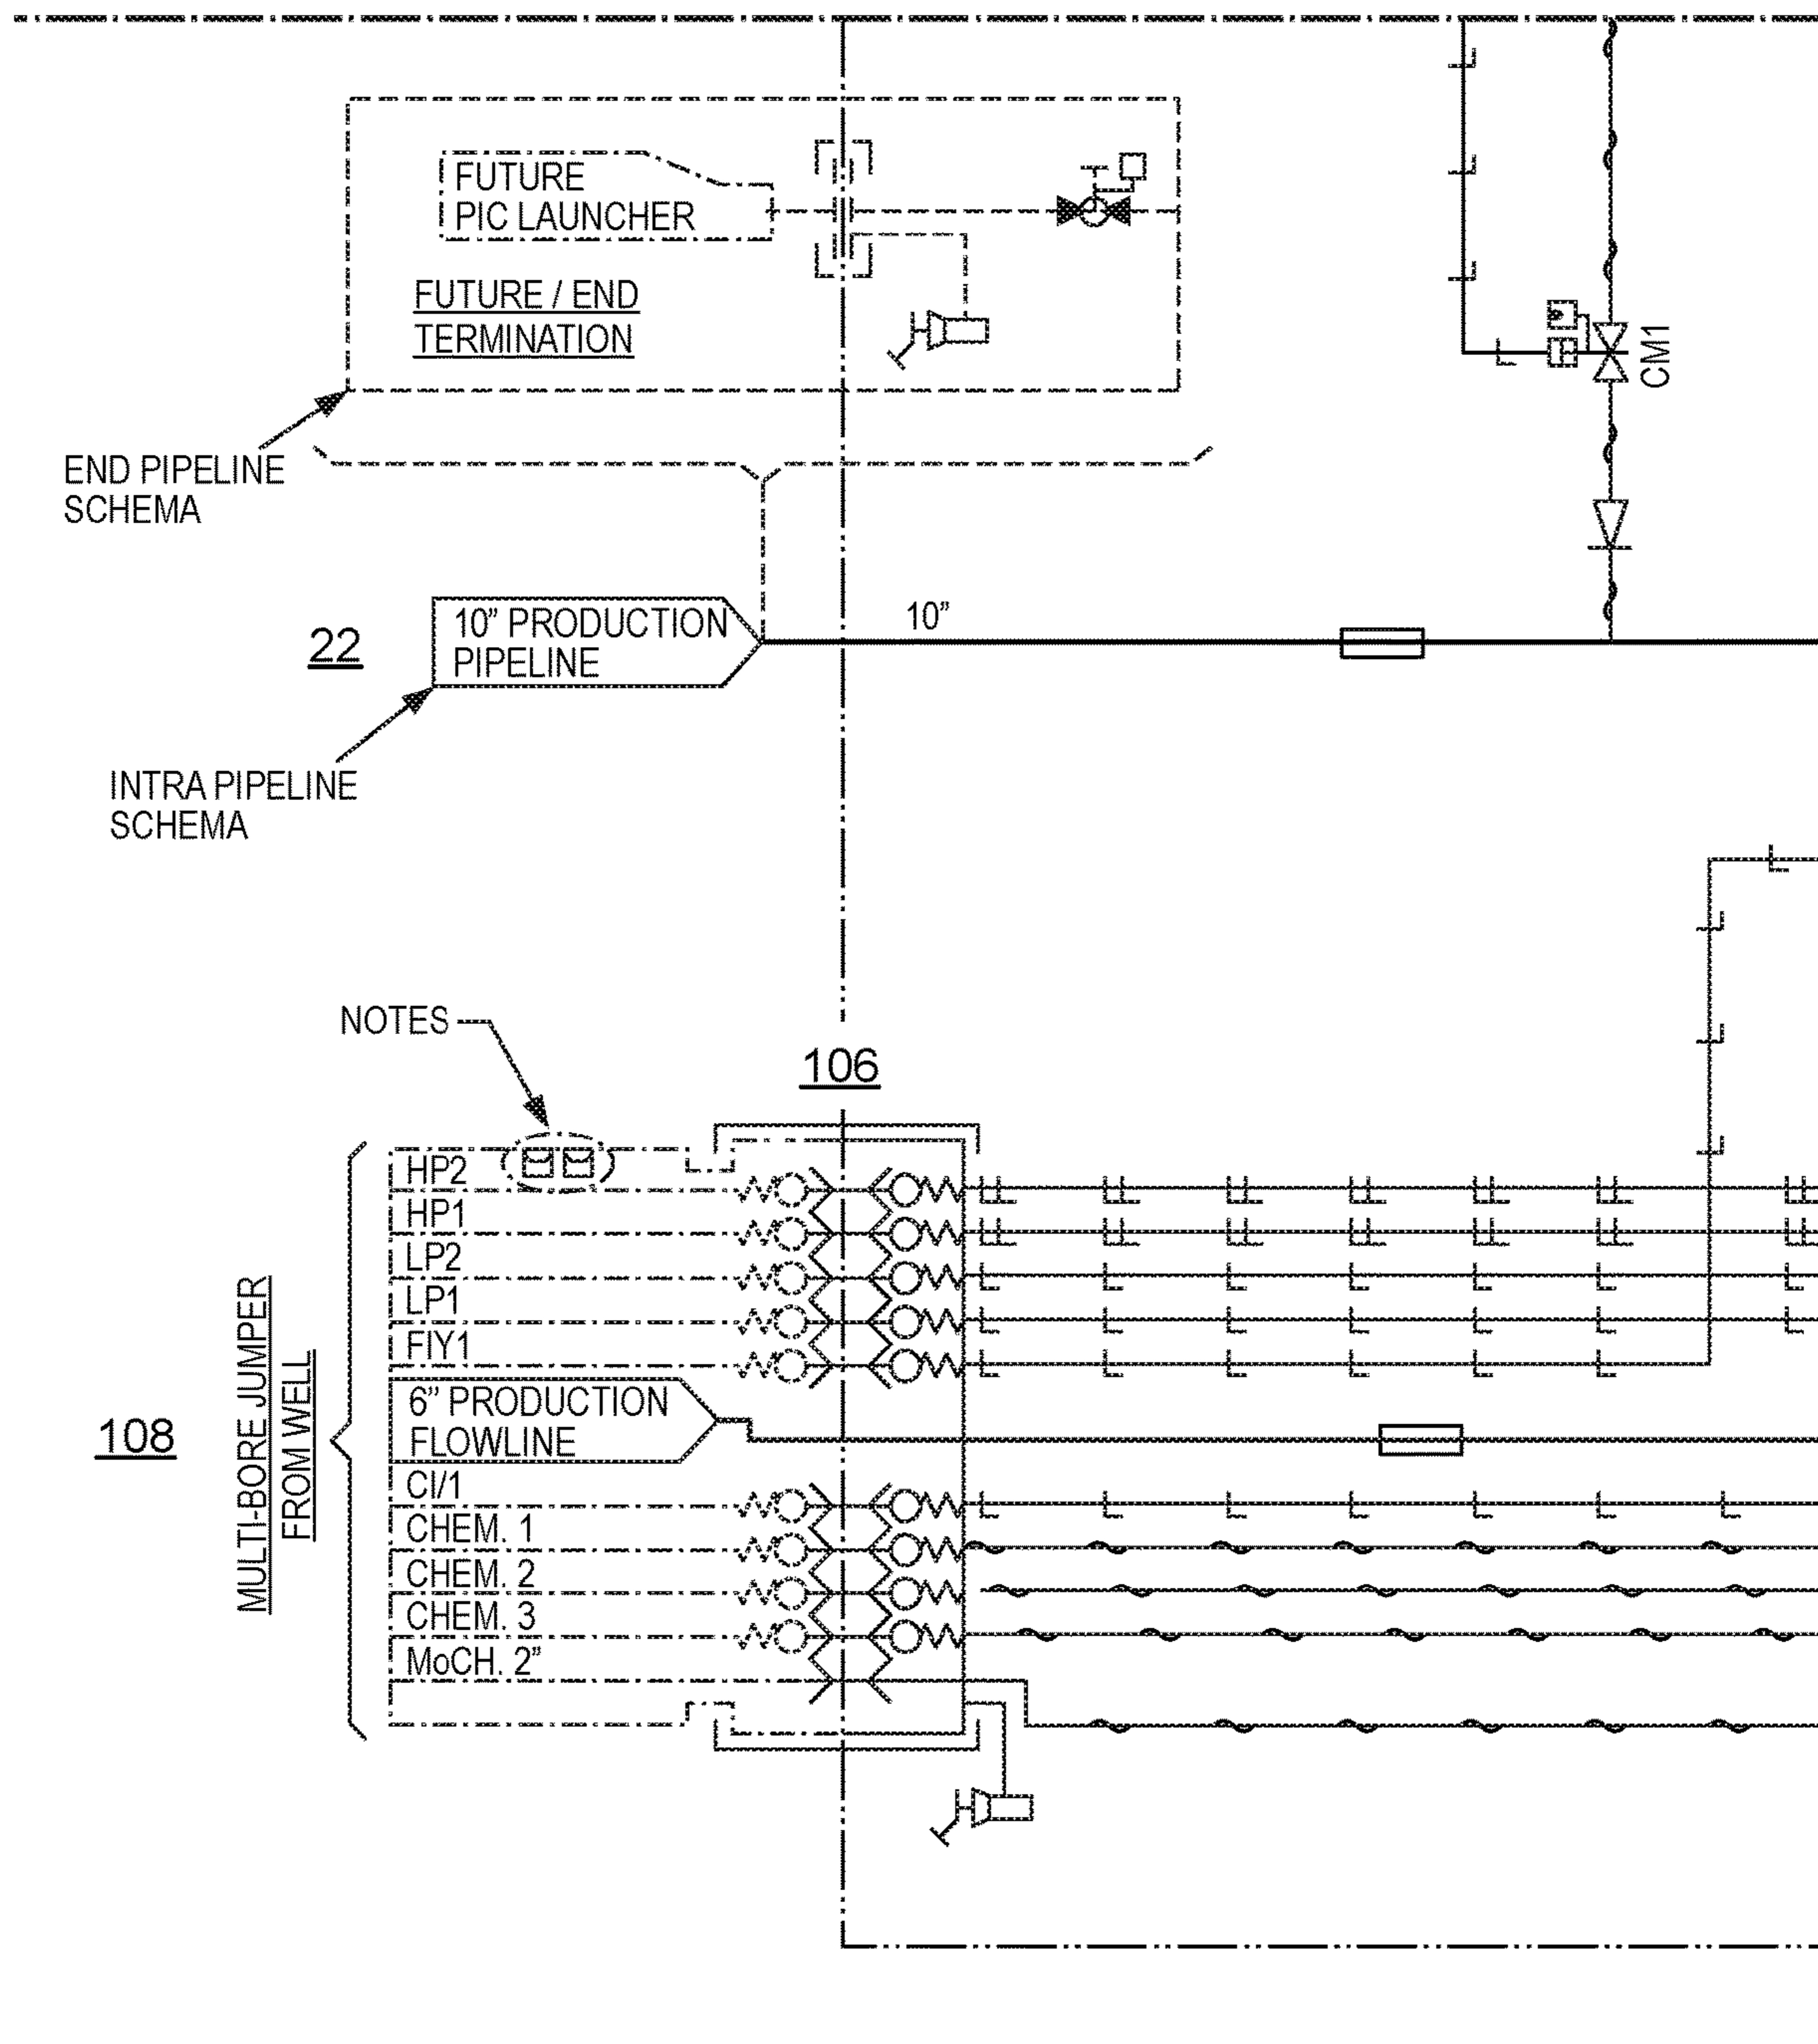 FUTURE
PIC LAUNCHER
FUTURE / END
TERMINATION
CM1
END PIPELINE
SCHEMA
22
10” PRODUCTION
PIPELINE
10”
INTRA PIPELINE
SCHEMA
NOTES
106
HP2
HP1
LP2
LP1
FIY1
6” PRODUCTION
FLOWLINE
CI/1
CHEM. 1
CHEM. 2
CHEM. 3
MoCH. 2”
108
MULTI-BORE JUMPER
FROM WELL